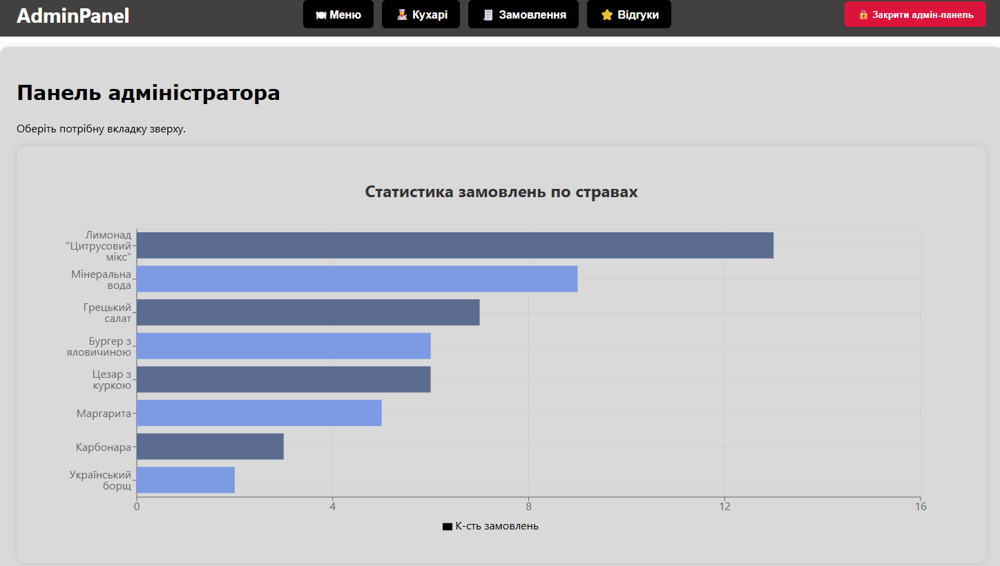 AdminPanel
🍽 Меню
👨‍🍳 Кухарі
🧾 Замовлення
⭐ Відгуки
🔒 Закрити адмін-панель
Панель адміністратора
Оберіть потрібну вкладку зверху.
Статистика замовлень по стравах
Лимонад
"Цитрусовий
мікс"
Мінеральна
вода
Грецький
салат
Бургер з
яловичиною
Цезар з
куркою
Маргарита
Карбонара
Український
борщ
0 4 8 12 16
К-сть замовлень